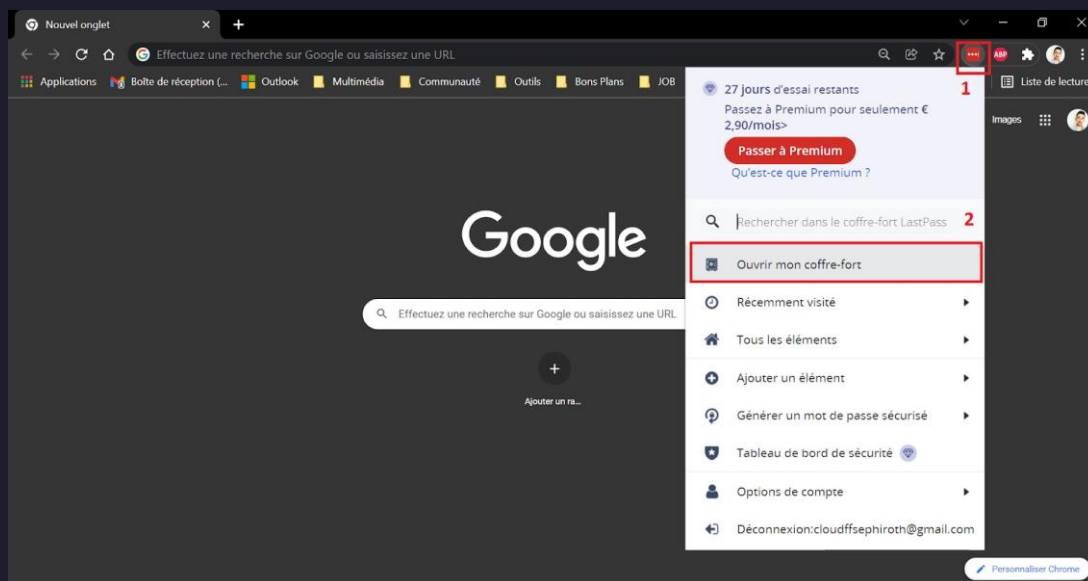 Nouvel onglet
Effectuez une recherche sur Google ou saisissez une URL
ABP
Applications
Boîte de réception (...
Outlook
Multimédia
Communauté
Outils
Bons Plans
JOB
Liste de lecture
1
27 jours d'essai restants
Passez à Premium pour seulement €
2,90/mois>
Passer à Premium
Qu'est-ce que Premium ?
Images
Rechercher dans le coffre-fort LastPass
2
Google
Ouvrir mon coffre-fort
Effectuez une recherche sur Google ou saisissez une URL
Récemment visité
Tous les éléments
Ajouter un ra...
Ajouter un élément
Générer un mot de passe sécurisé
Tableau de bord de sécurité
Options de compte
Déconnexion:cloudffsephiroth@gmail.com
Personnaliser Chrome